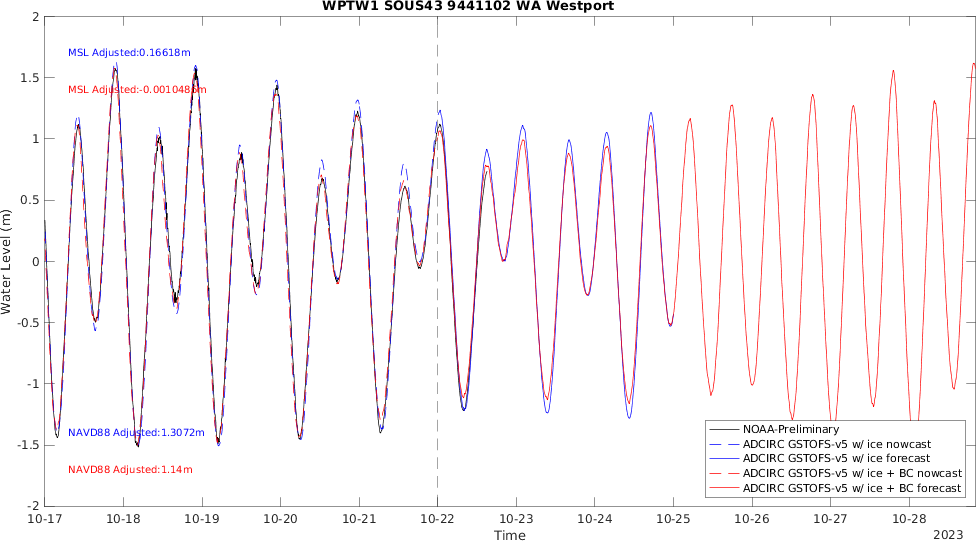 WPTW1 SOUS43 9441102 WA Westport
MSL Adjusted:0.16618m
MSL Adjusted:-0.0010486m
NAVD88 Adjusted:1.3072m
NAVD88 Adjusted:1.14m
Water Level (m)
2
1.5
1
0.5
0
-0.5
-1
-1.5
-2
NOAA-Preliminary
ADCIRC GSTOFS-v5 w/ ice nowcast
ADCIRC GSTOFS-v5 w/ ice forecast
ADCIRC GSTOFS-v5 w/ ice + BC nowcast
ADCIRC GSTOFS-v5 w/ ice + BC forecast
10-17 10-18 10-19 10-20 10-21 10-22 10-23 10-24 10-25 10-26 10-27 10-28
Time
2023